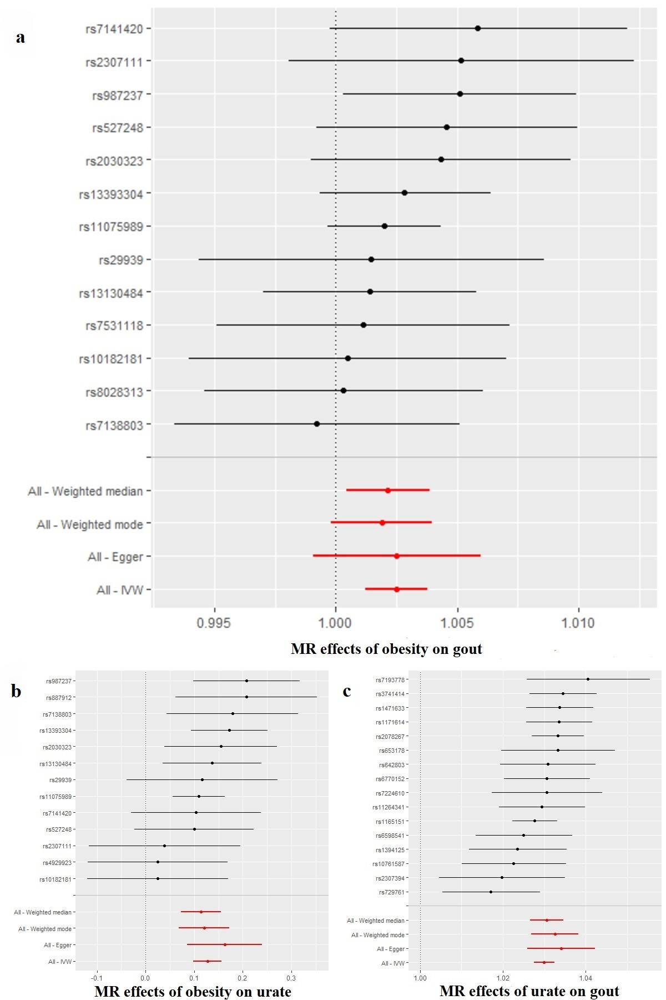 a
rs7141420
rs2307111
rs987237
rs527248
rs2030323
rs13393304
rs11075989
rs29939
rs13130484
rs7531118
rs10182181
rs8028313
rs7138803
All - Weighted median
All - Weighted mode
All - Egger
All - IVW
0.995 1.000 1.005 1.010
MR effects of obesity on gout
b
rs987237
rs887912
rs7138803
rs13393304
rs2030323
rs13130484
rs29939
rs11075989
rs7141420
rs527248
rs2307111
rs4929923
rs10182181
All - Weighted median
All - Weighted mode
All - Egger
All - IVW
-0.1 0.0 0.1 0.2 0.3
MR effects of obesity on urate
c
rs7193778
rs3741414
rs1471633
rs1171614
rs2078267
rs653178
rs642803
rs6770152
rs7224610
rs11264341
rs1165151
rs6598541
rs1394125
rs10761587
rs2307394
rs729761
All - Weighted median
All - Weighted mode
All - Egger
All - IVW
1.00 1.02 1.04
MR effects of urate on gout